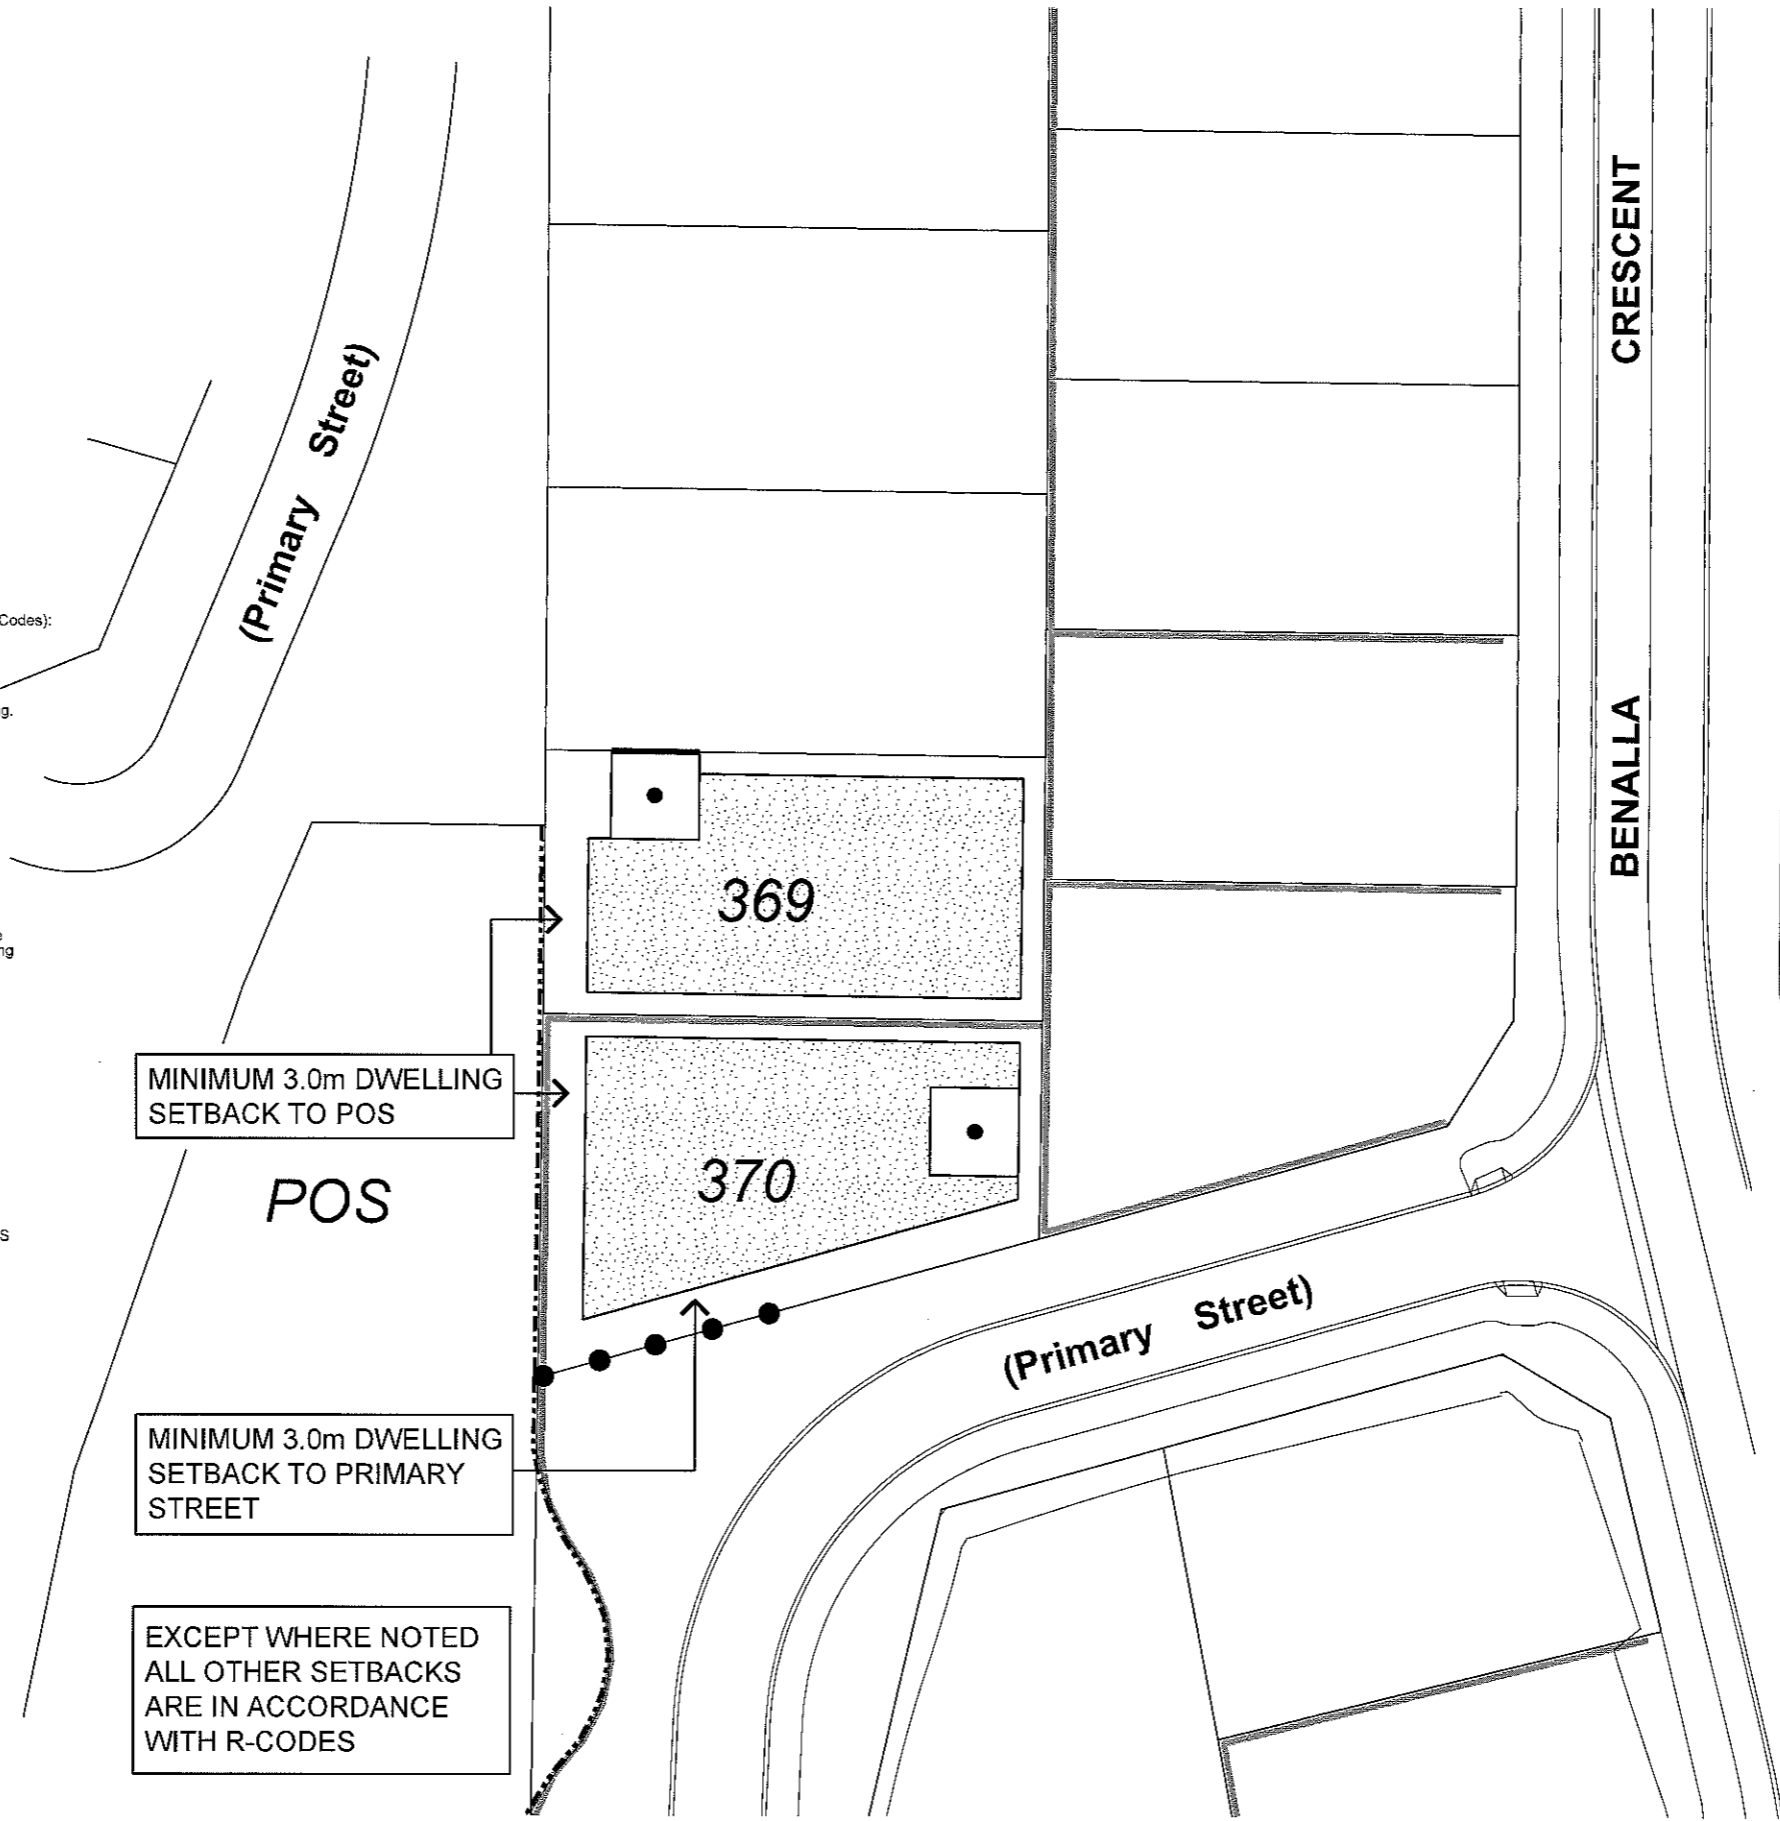 CRESCENT
(Primary Street)
Codes):
g.
BENALLA
369
ng
MINIMUM 3.0m DWELLING
SETBACK TO POS
370
POS
S
(Primary Street)
MINIMUM 3.0m DWELLING
SETBACK TO PRIMARY
STREET
EXCEPT WHERE NOTED
ALL OTHER SETBACKS
ARE IN ACCORDANCE
WITH R-CODES